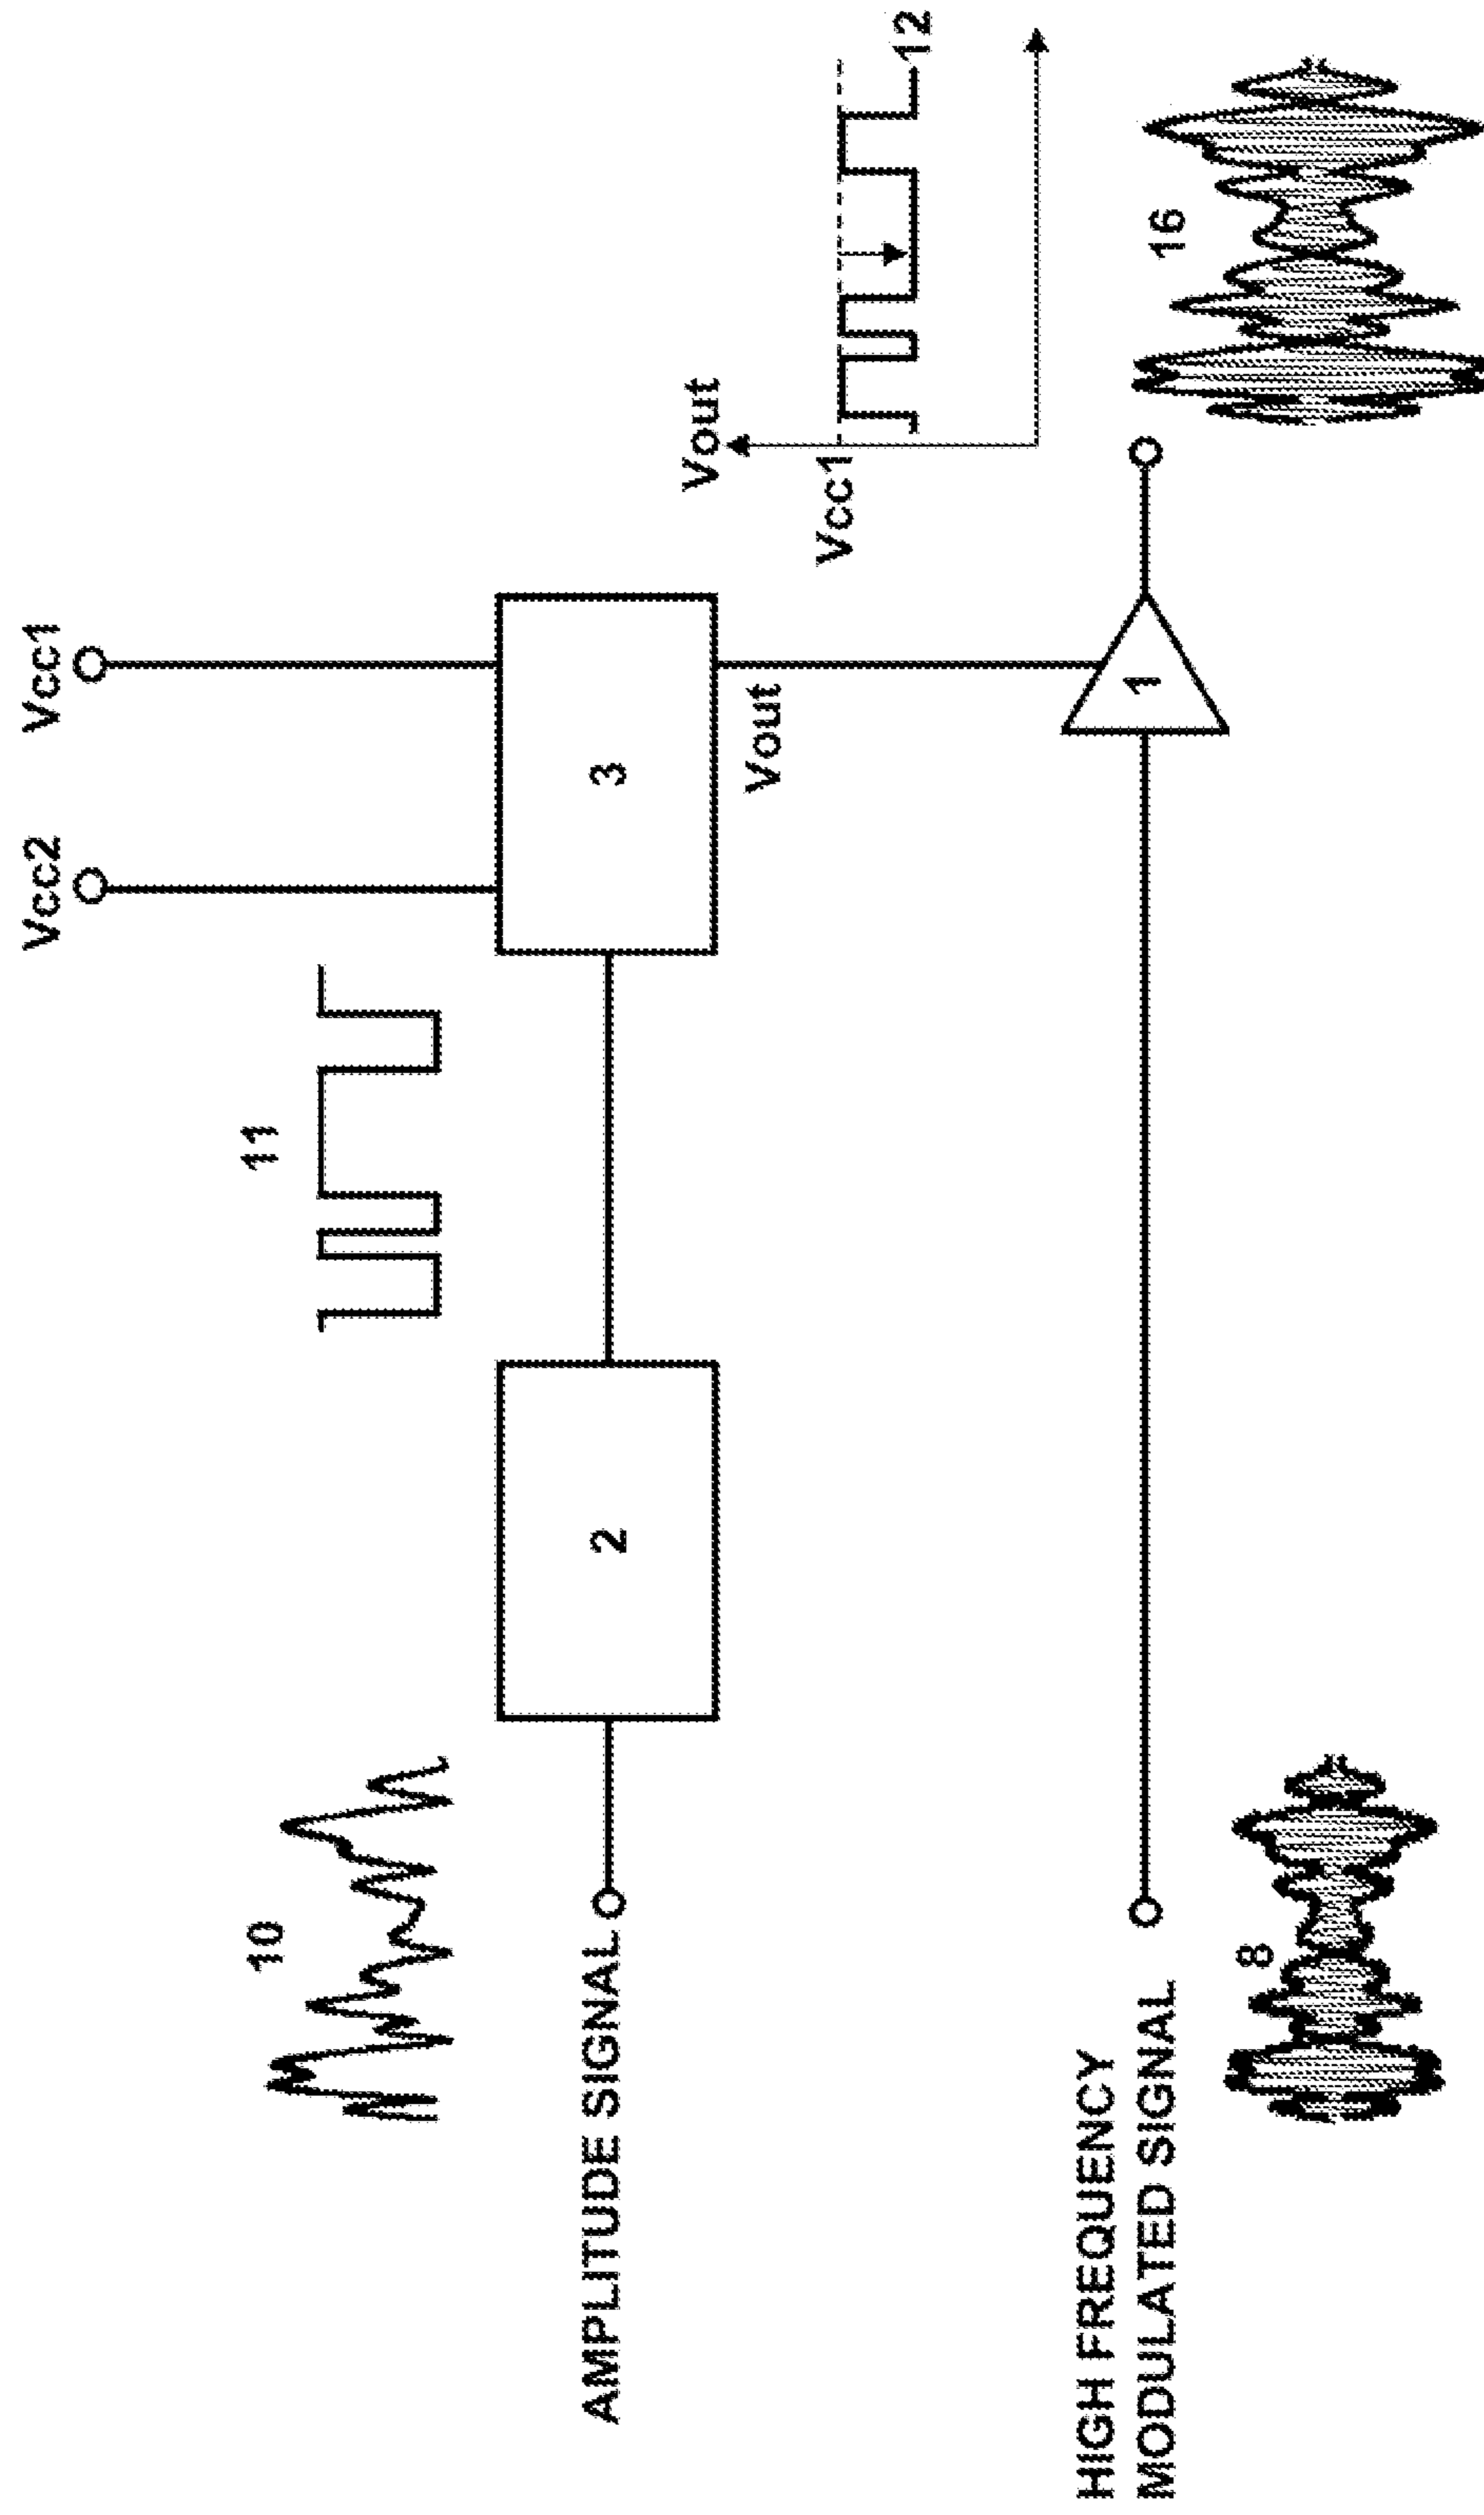 Vcc2
Vcc1
10
11
AMPLITUDE SIGNAL
2
3
Vout
Vout
Vcc1
12
HIGH FREQUENCY
MODULATED SIGNAL
1
8
16